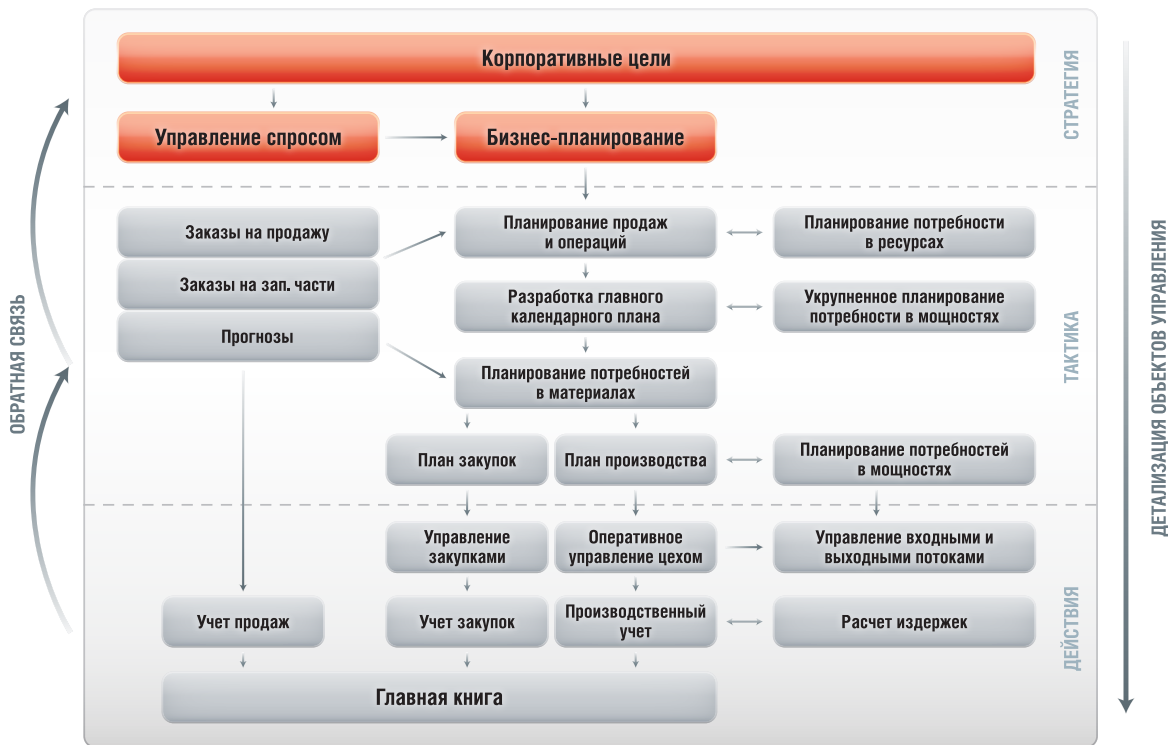 Корпоративные цели
СТРАТЕГИЯ
Управление спросом
Бизнес-планирование
Заказы на продажу
Заказы на зап. части
Прогнозы
Планирование продаж
и операций
Планирование потребности
в ресурсах
Разработка главного
календарного плана
Укрупненное планирование
потребности в мощностях
ТАКТИКА
Планирование потребностей
в материалах
План закупок
План производства
Планирование потребностей
в мощностях
Управление
закупками
Оперативное
управление цехом
Управление входными и
выходными потоками
ДЕЙСТВИЯ
Учет продаж
Учет закупок
Производственный
учет
Расчет издержек
Главная книга
ОБРАТНАЯ СВЯЗЬ
ДЕТАЛИЗАЦИЯ ОБЪЕКТОВ УПРАВЛЕНИЯ